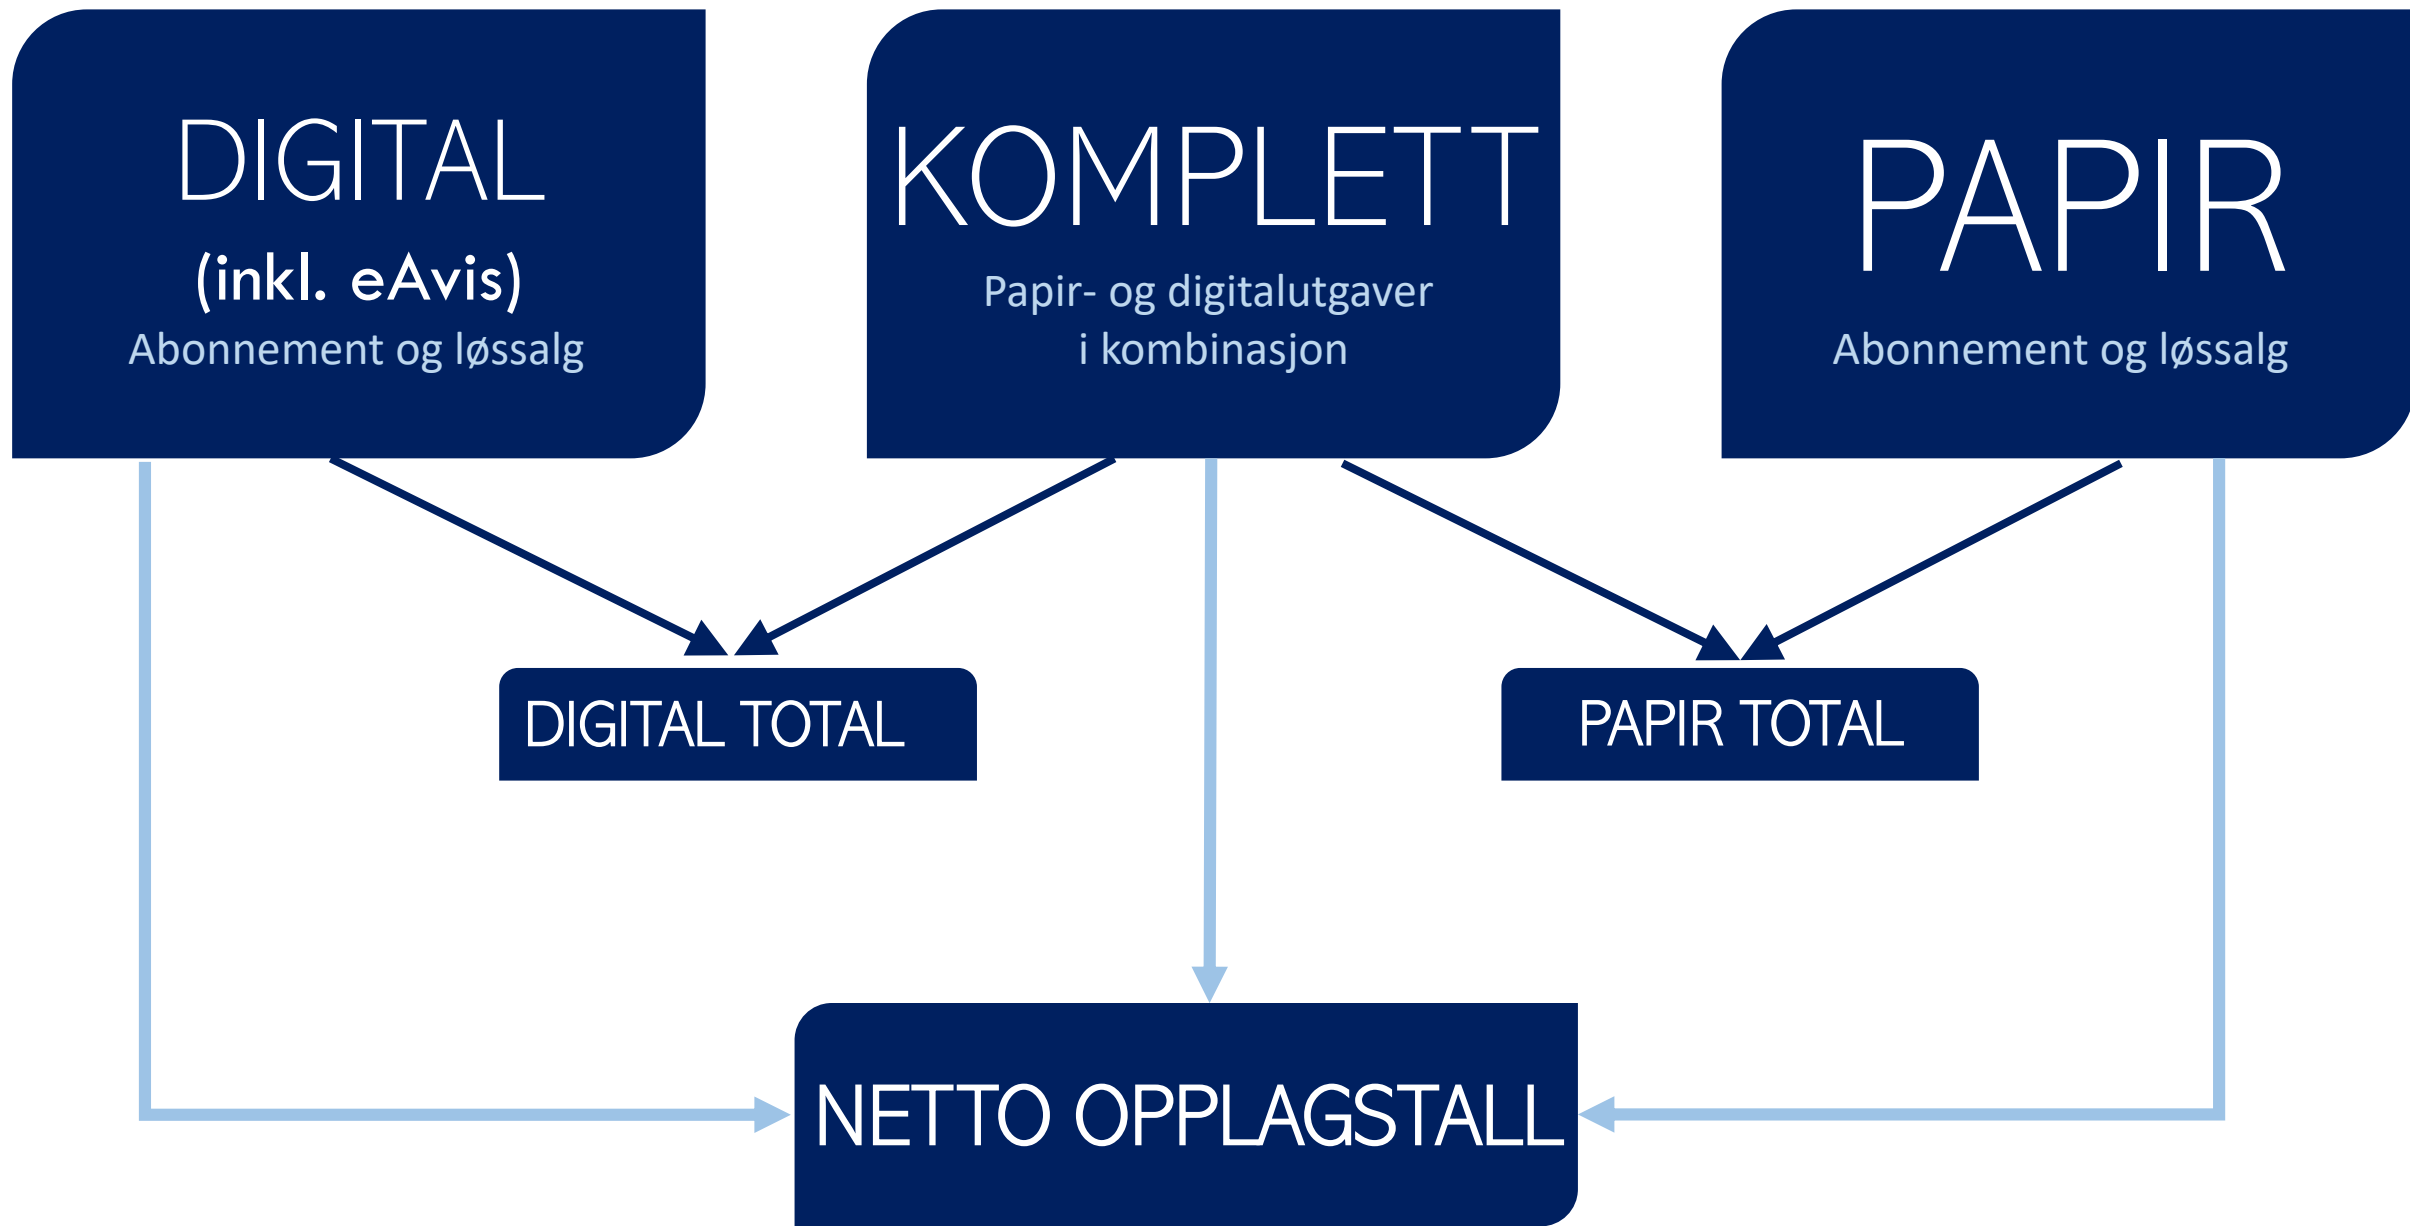 DIGITAL
(inkl. eAvis)
Abonnement og løssalg
KOMPLETT
Papir- og digitalutgaver
i kombinasjon
PAPIR
Abonnement og løssalg
DIGITAL TOTAL
PAPIR TOTAL
NETTO OPPLAGSTALL